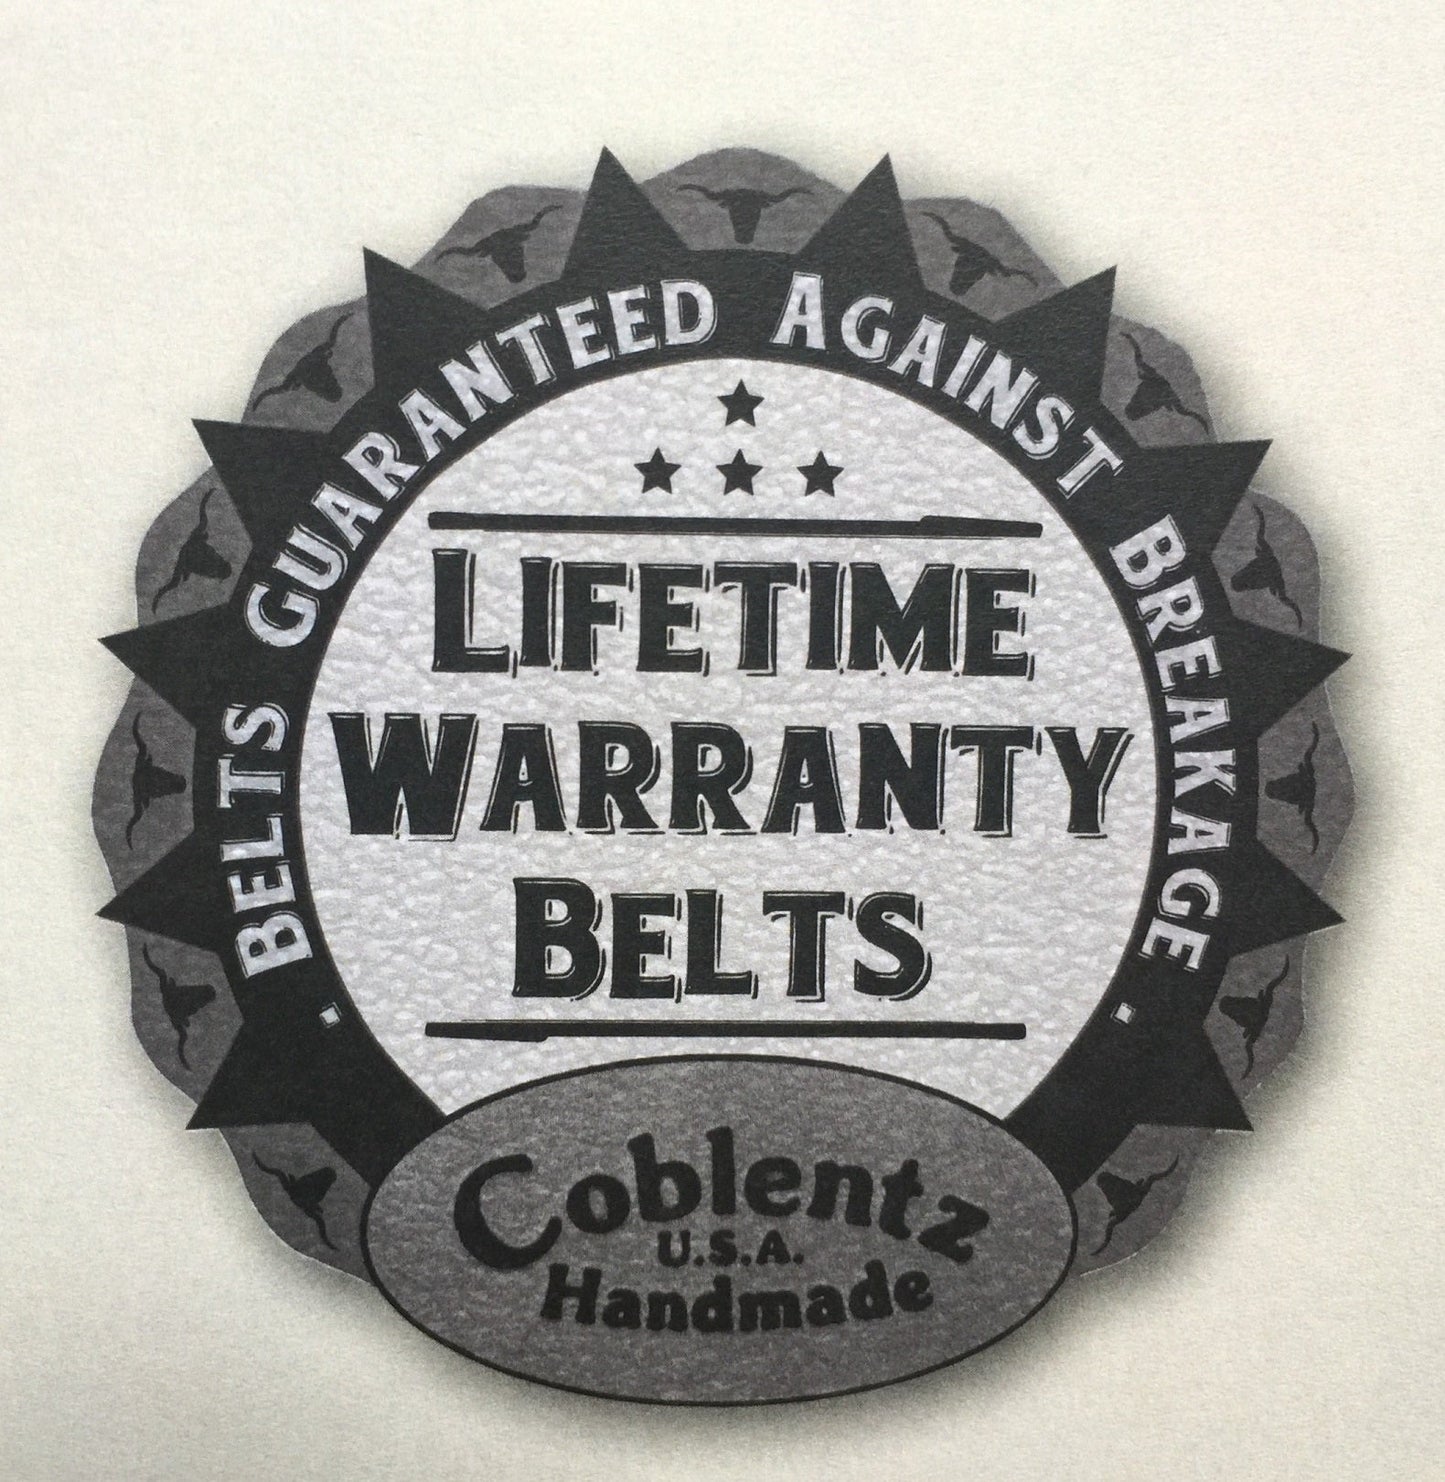 · BELTS GUARANTEED AGAINST BREAKAGE ·
LIFETIME
WARRANTY
BELTS
Coblentz
U.S.A.
Handmade